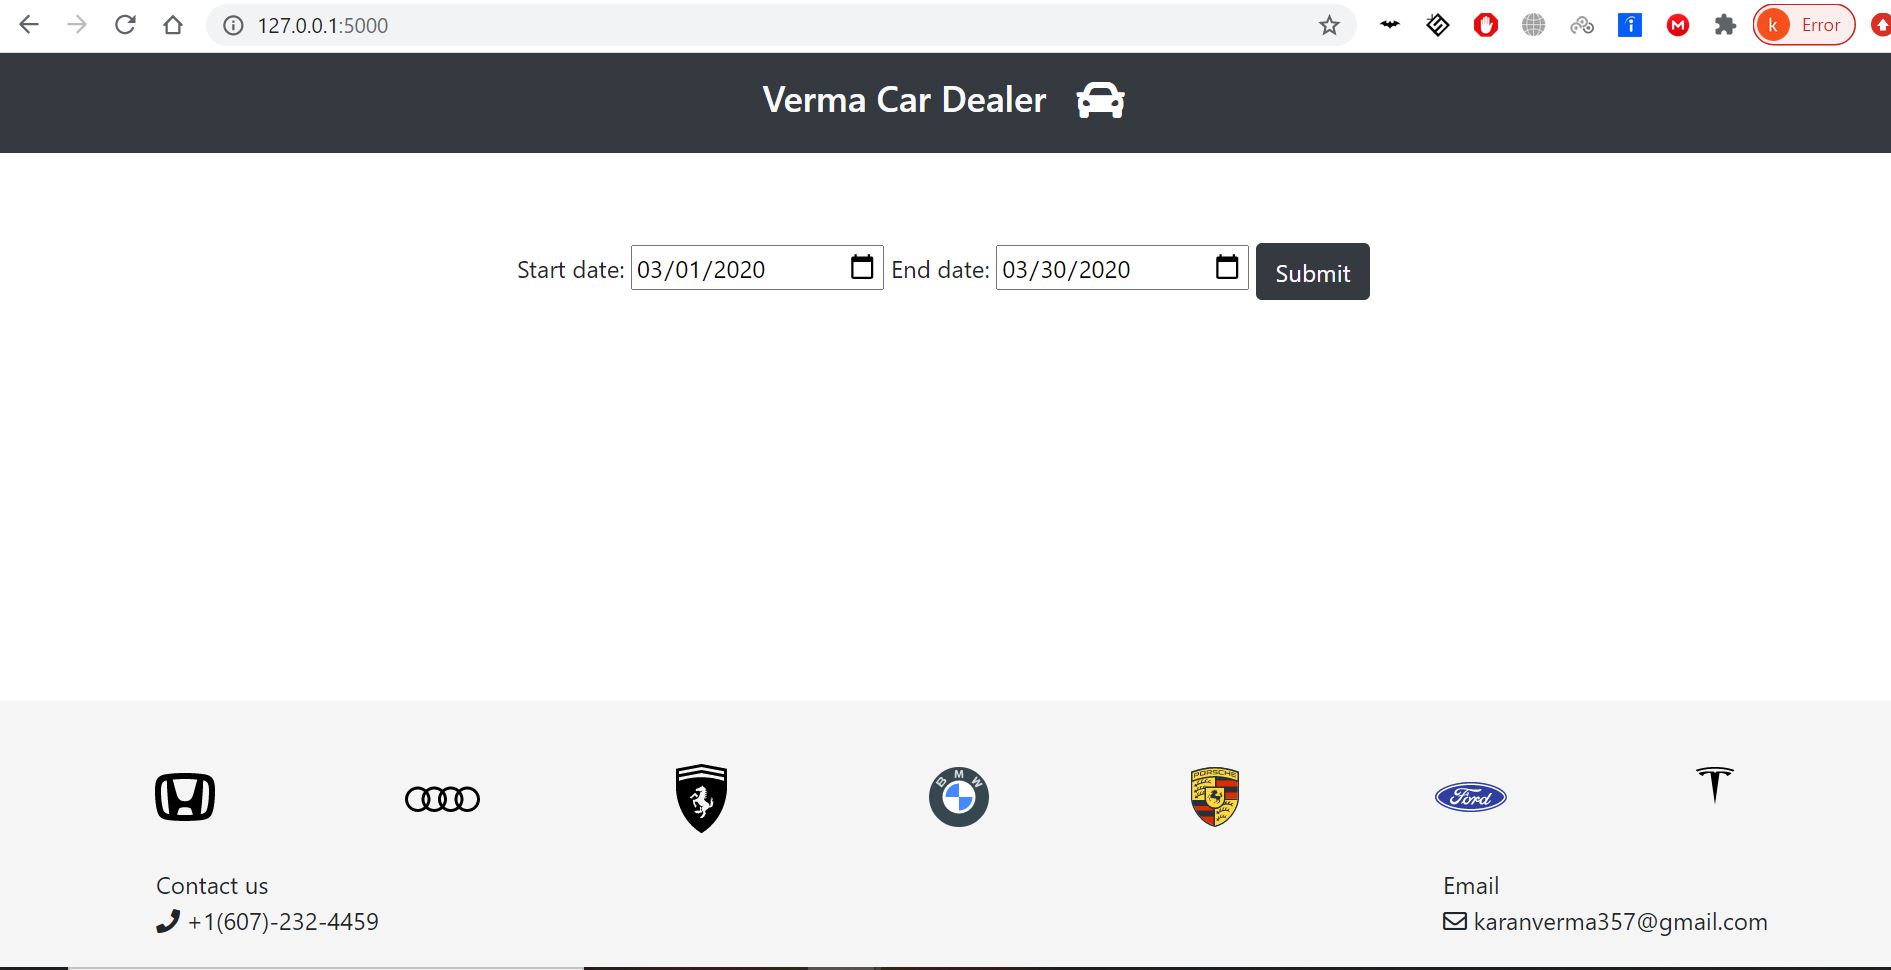 127.0.0.1:5000
k Error
Verma Car Dealer
Start date: 03/01/2020 End date: 03/30/2020 Submit
BMW
PORSCHE
Ford
Contact us
+1(607)-232-4459
Email
karanverma357@gmail.com